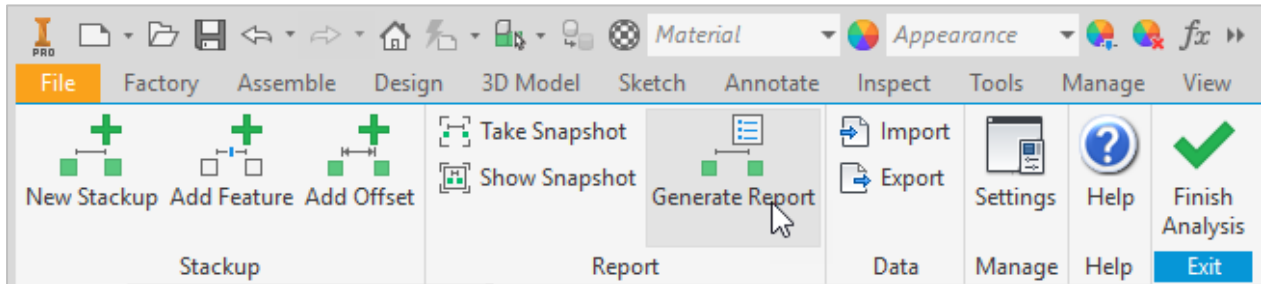 PRO Material Appearance fx
File Factory Assemble Design 3D Model Sketch Annotate Inspect Tools Manage View
New Stackup Add Feature Add Offset
Stackup
Take Snapshot
Show Snapshot
Generate Report
Report
Import
Export
Data
Settings
Manage
Help
Help
Finish
Analysis
Exit